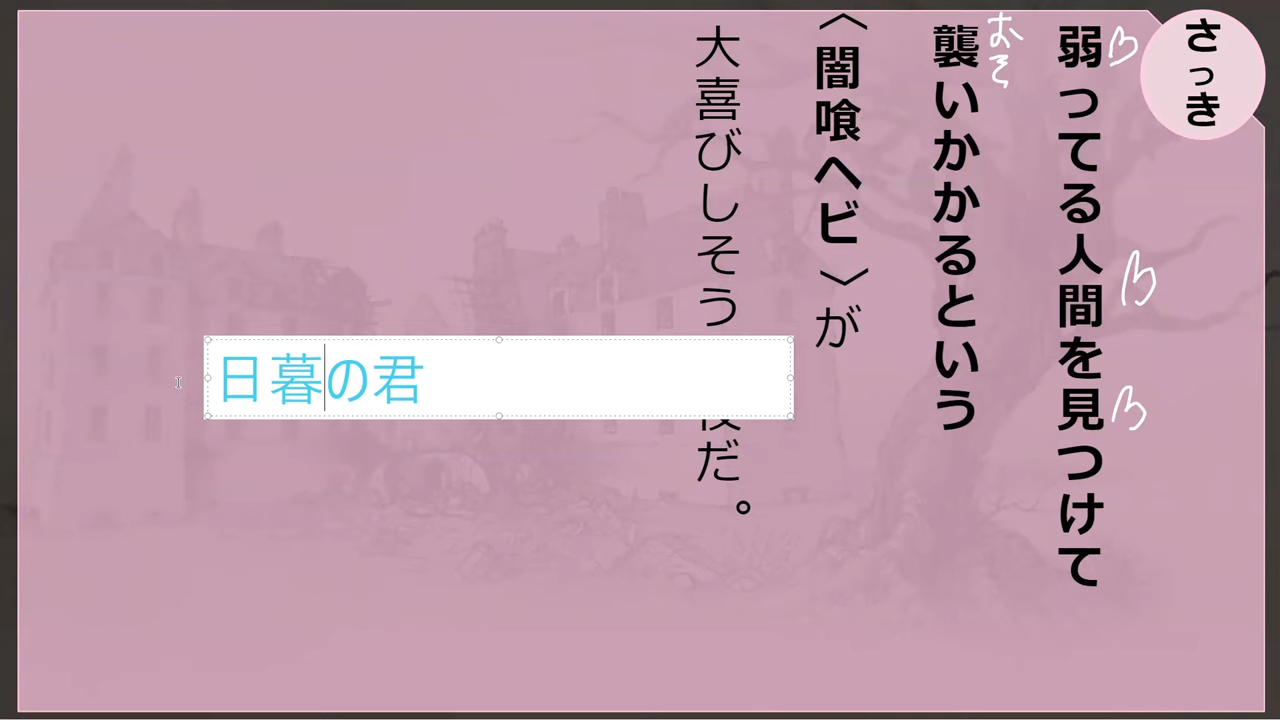 さっき
弱ってる人間を見つけて
おそ
襲いかかるという
〈闇喰ヘビ〉が
大喜びしそう
だ。
日暮の君